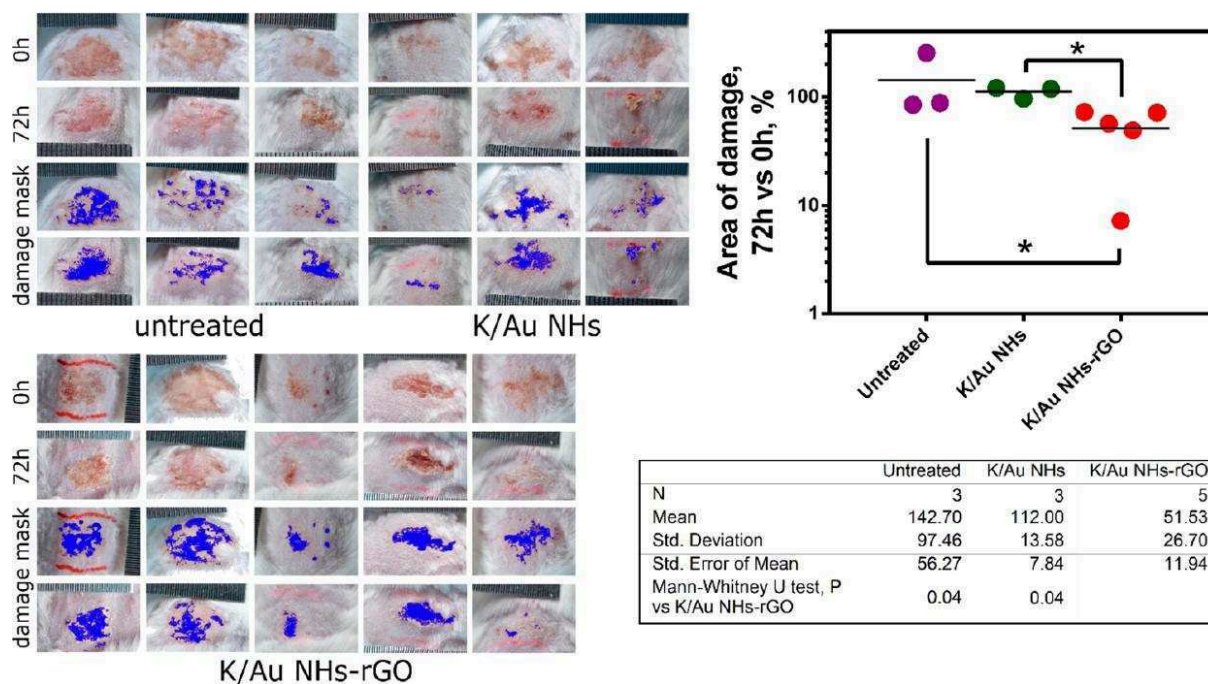 0h
72h
damage mask
untreated
K/Au NHs
0h
72h
damage mask
K/Au NHs-rGO
Area of damage,
72h vs 0h, %
100
10
1
*
*
Untreated
K/Au NHs
K/Au NHs-rGO
Untreated K/Au NHs K/Au NHs-rGO
N 3 3 5
Mean 142.70 112.00 51.53
Std. Deviation 97.46 13.58 26.70
Std. Error of Mean 56.27 7.84 11.94
Mann-Whitney U test, P
vs K/Au NHs-rGO 0.04 0.04